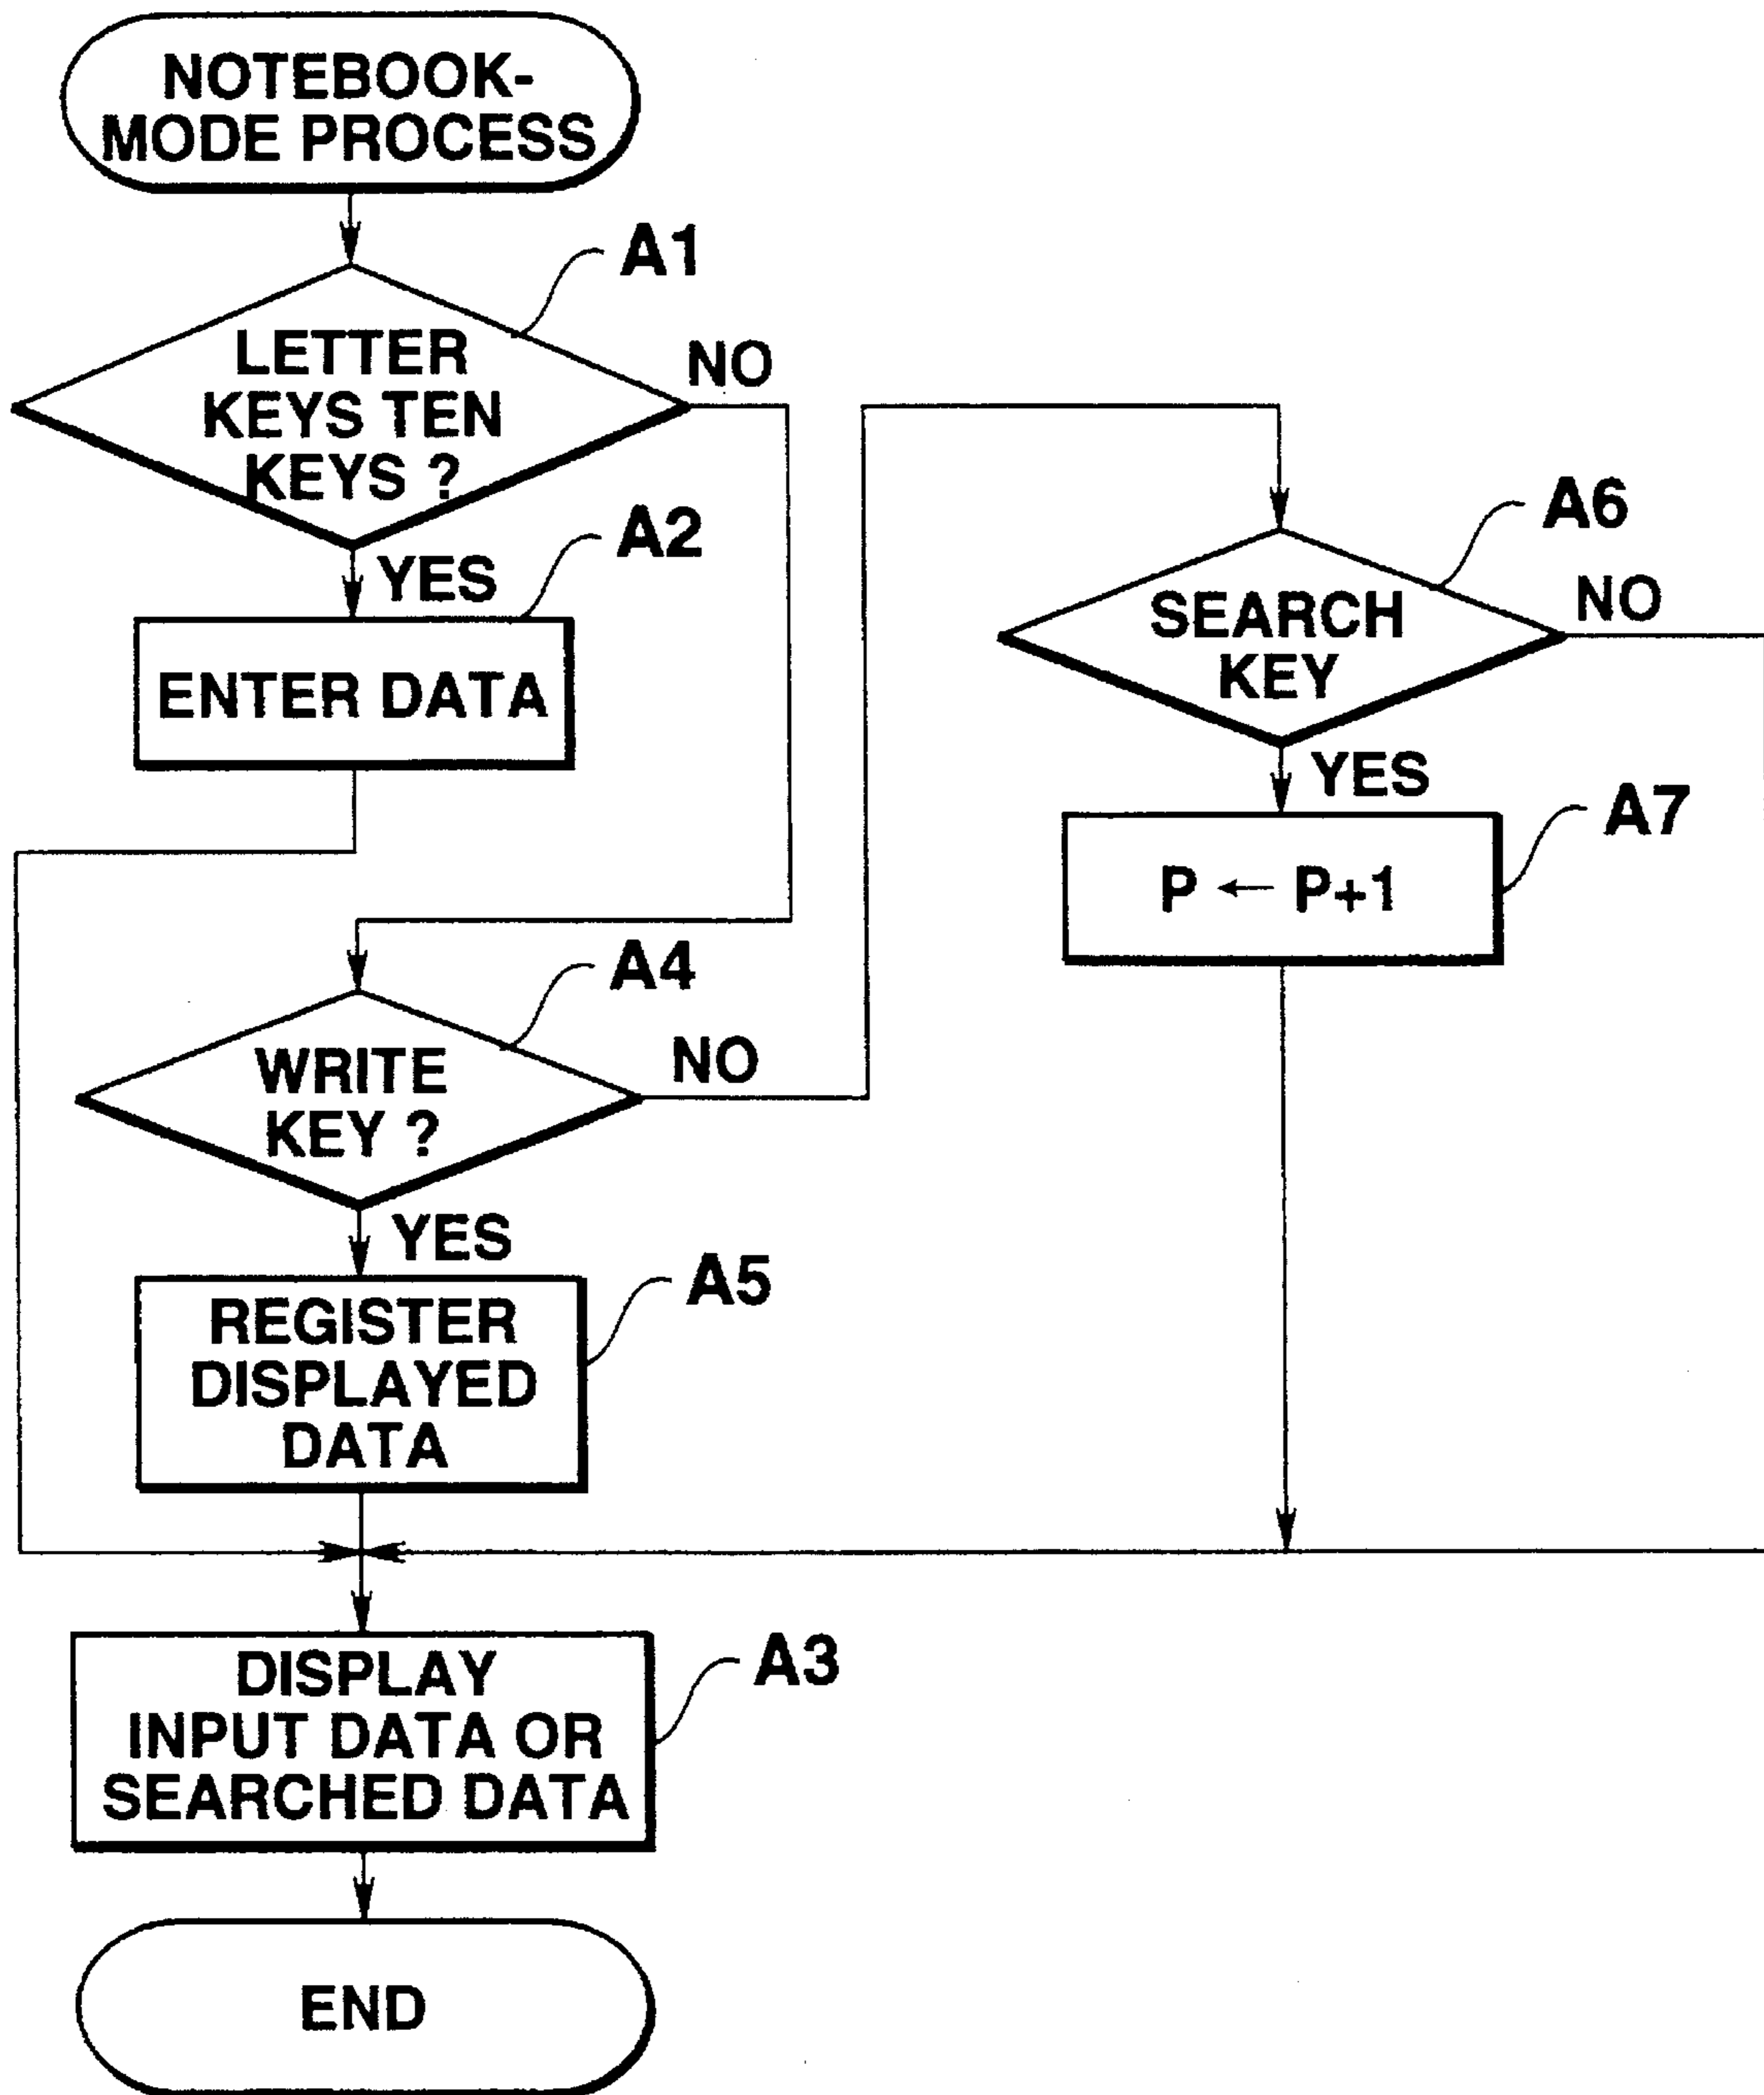 NOTEBOOK-
MODE PROCESS
A1
LETTER
KEYS TEN
KEYS ?
NO
YES
A2
ENTER DATA
A4
WRITE
KEY ?
NO
YES
A5
REGISTER
DISPLAYED
DATA
A6
SEARCH
KEY
NO
YES
A7
P ← P+1
A3
DISPLAY
INPUT DATA OR
SEARCHED DATA
END